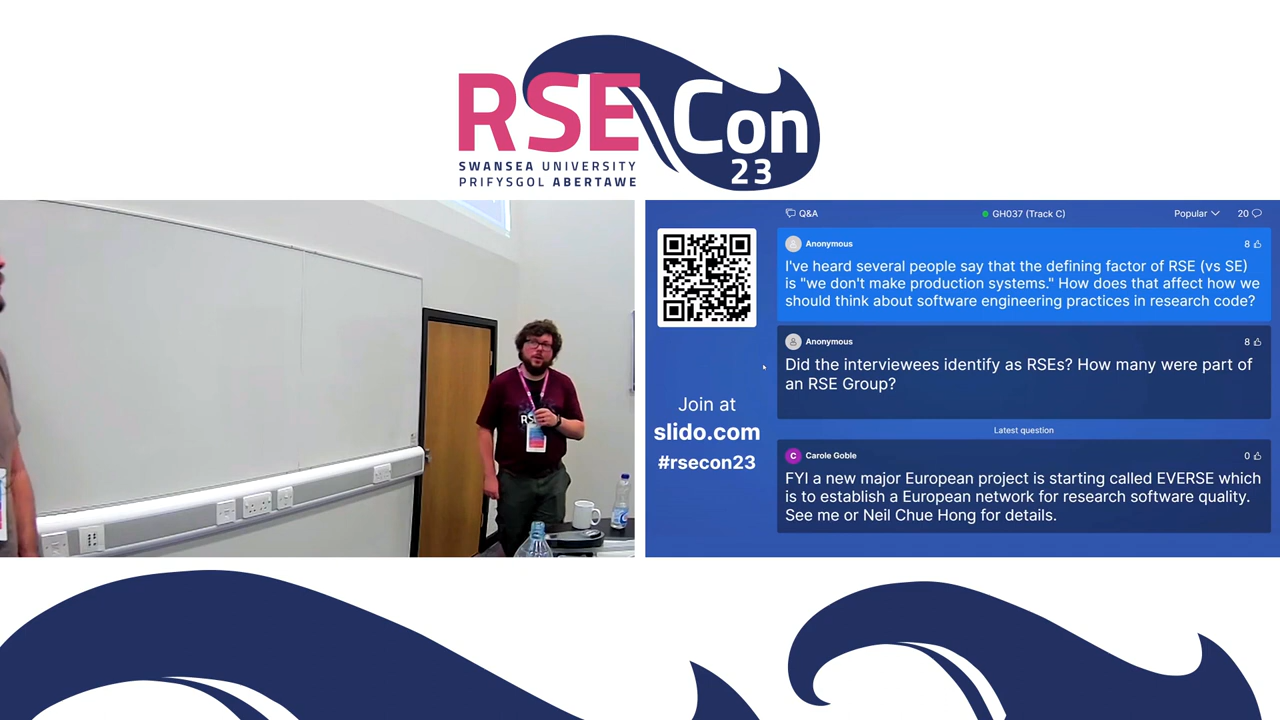 RSE Con
23
SWANSEA UNIVERSITY
PRIFYSGOL ABERTAWE
Q&A
GH037 (Track C)
Popular
20
Anonymous
8
I've heard several people say that the defining factor of RSE (vs SE)
is "we don't make production systems." How does that affect how we
should think about software engineering practices in research code?
Anonymous
8
Did the interviewees identify as RSEs? How many were part of
an RSE Group?
Latest question
C
Carole Goble
0
FYI a new major European project is starting called EVERSE which
is to establish a European network for research software quality.
See me or Neil Chue Hong for details.
Join at
slido.com
#rsecon23